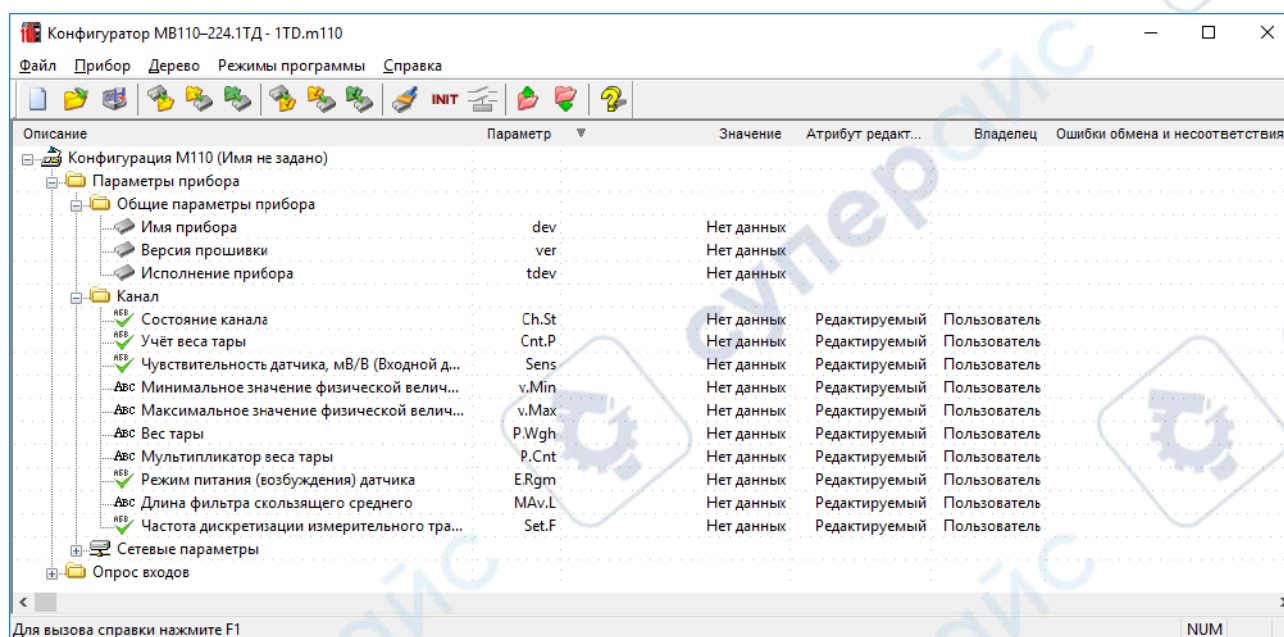 Конфигуратор МВ110–224.1ТД - 1TD.m110
Файл Прибор Дерево Режимы программы Справка
INIT
Описание Параметр Значение Атрибут редакт... Владелец Ошибки обмена и несоответствия
Конфигурация М110 (Имя не задано)
Параметры прибора
Общие параметры прибора
Имя прибора dev Нет данных
Версия прошивки ver Нет данных
Исполнение прибора tdev Нет данных
Канал
Состояние канала Ch.St Нет данных Редактируемый Пользователь
Учёт веса тары Cnt.P Нет данных Редактируемый Пользователь
Чувствительность датчика, мВ/В (Входной д... Sens Нет данных Редактируемый Пользователь
Минимальное значение физической велич... v.Min Нет данных Редактируемый Пользователь
Максимальное значение физической велич... v.Max Нет данных Редактируемый Пользователь
Вес тары P.Wgh Нет данных Редактируемый Пользователь
Мультипликатор веса тары P.Cnt Нет данных Редактируемый Пользователь
Режим питания (возбуждения) датчика E.Rgm Нет данных Редактируемый Пользователь
Длина фильтра скользящего среднего MAv.L Нет данных Редактируемый Пользователь
Частота дискретизации измерительного тра... Set.F Нет данных Редактируемый Пользователь
Сетевые параметры
Опрос входов
Для вызова справки нажмите F1 NUM
суперайс